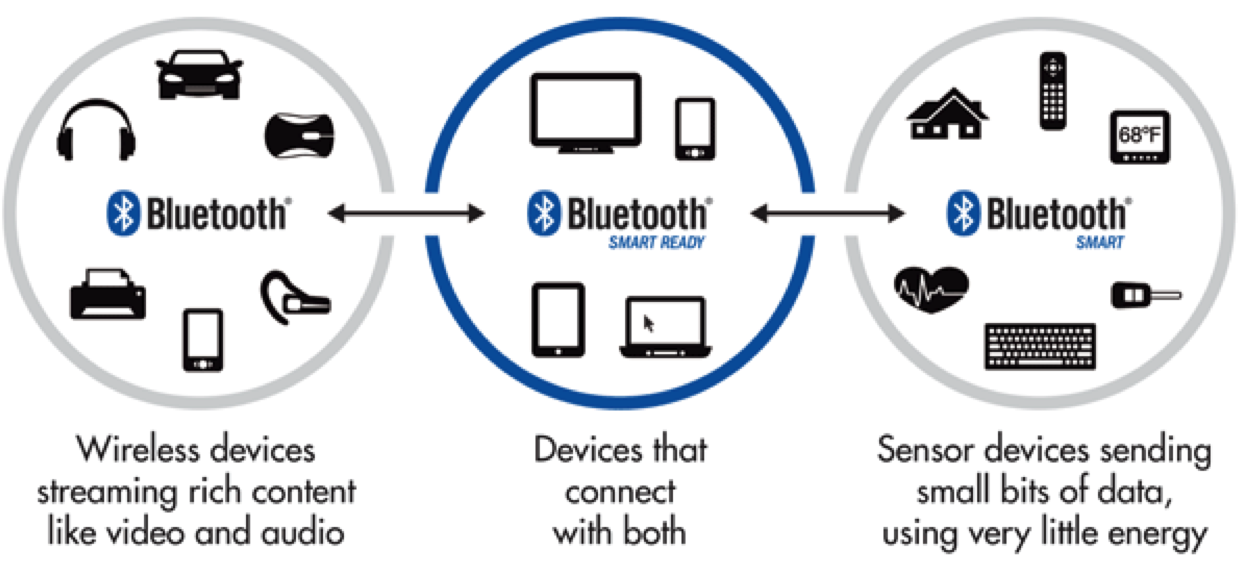 68°F
Bluetooth®
Bluetooth®
SMART READY
Bluetooth®
SMART
Wireless devices
streaming rich content
like video and audio
Devices that
connect
with both
Sensor devices sending
small bits of data,
using very little energy